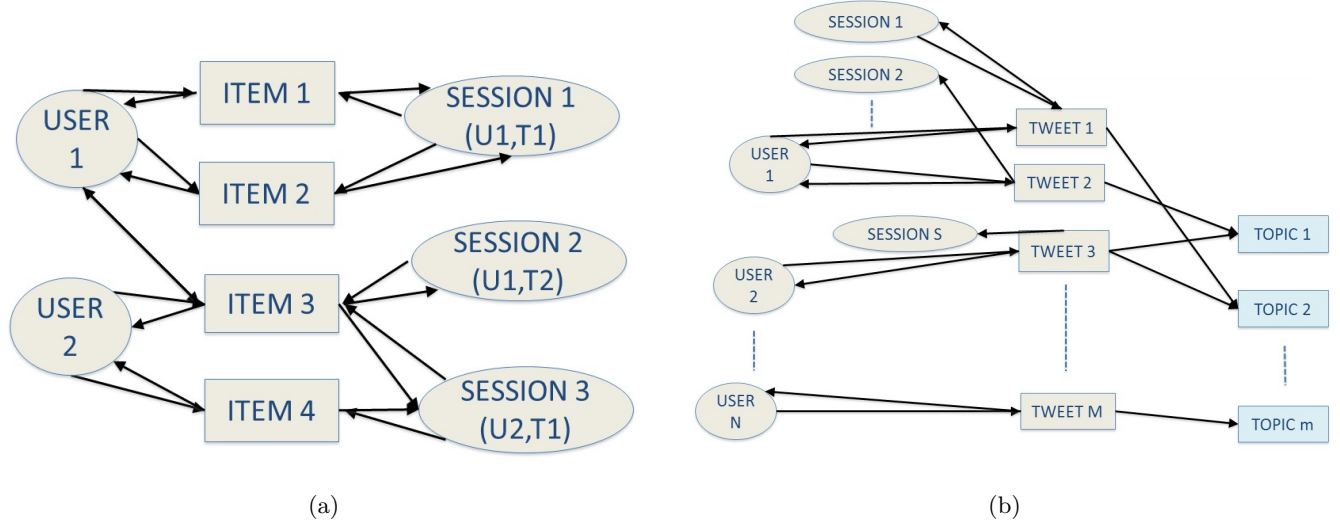 USER
1
ITEM 1
SESSION 1
(U1,T1)
ITEM 2
SESSION 2
(U1,T2)
ITEM 3
USER
2
ITEM 4
SESSION 3
(U2,T1)
(a)
SESSION 1
SESSION 2
TWEET 1
USER
1
TWEET 2
SESSION S
TWEET 3
TOPIC 1
USER
2
TOPIC 2
USER
N
TWEET M
TOPIC m
(b)